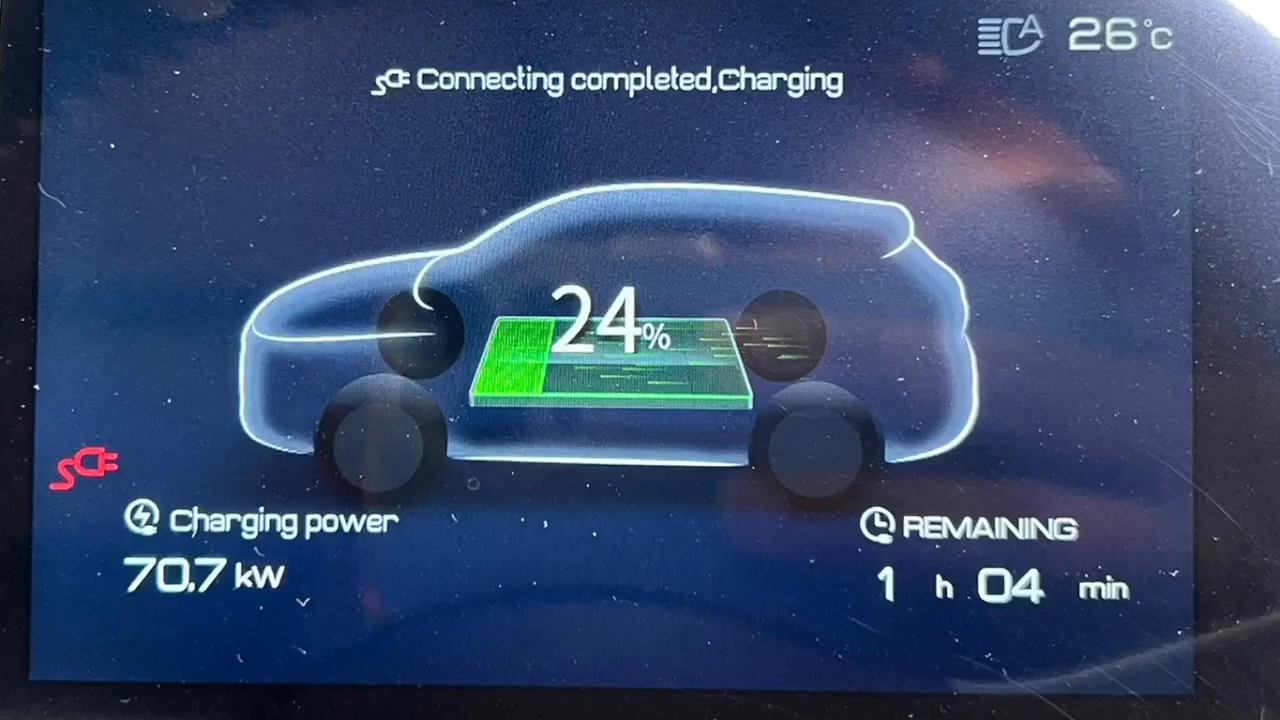 26°C
Connecting completed,Charging
24%
Charging power
70.7 kW
REMAINING
1 h 04 min